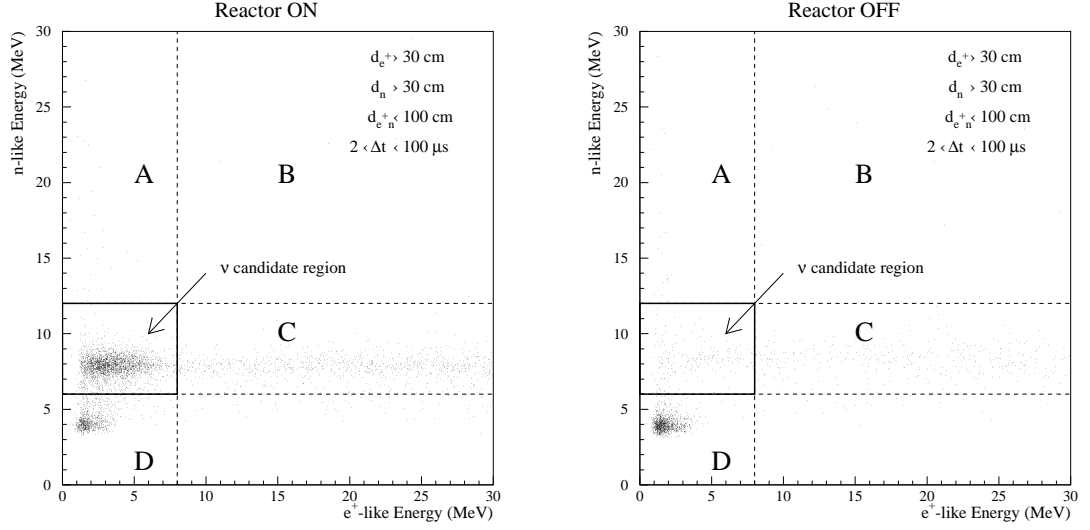 Reactor ON
n-like Energy (MeV)
30
25
20
15
10
5
0
d_e+ > 30 cm
d_n > 30 cm
d_e+n < 100 cm
2 < Δt < 100 μs
A
B
ν candidate region
C
D
0 5 10 15 20 25 30
e⁺-like Energy (MeV)
Reactor OFF
n-like Energy (MeV)
30
25
20
15
10
5
0
d_e+ > 30 cm
d_n > 30 cm
d_e+n < 100 cm
2 < Δt < 100 μs
A
B
ν candidate region
C
D
0 5 10 15 20 25 30
e⁺-like Energy (MeV)